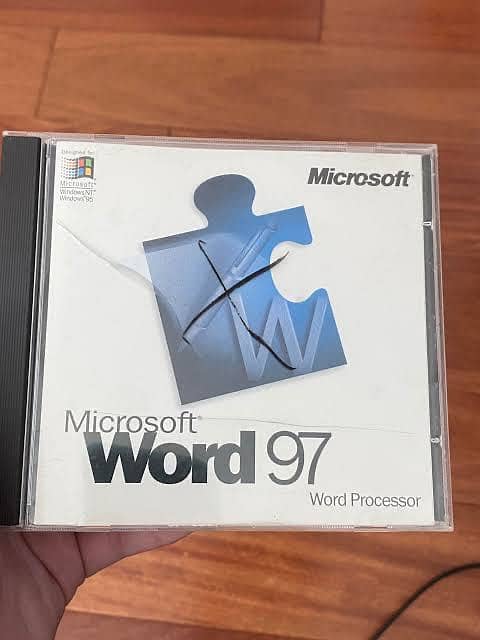 Designed for
Microsoft®
Windows NT®
Windows®95
Microsoft®
W
Microsoft®
Word 97
Word Processor